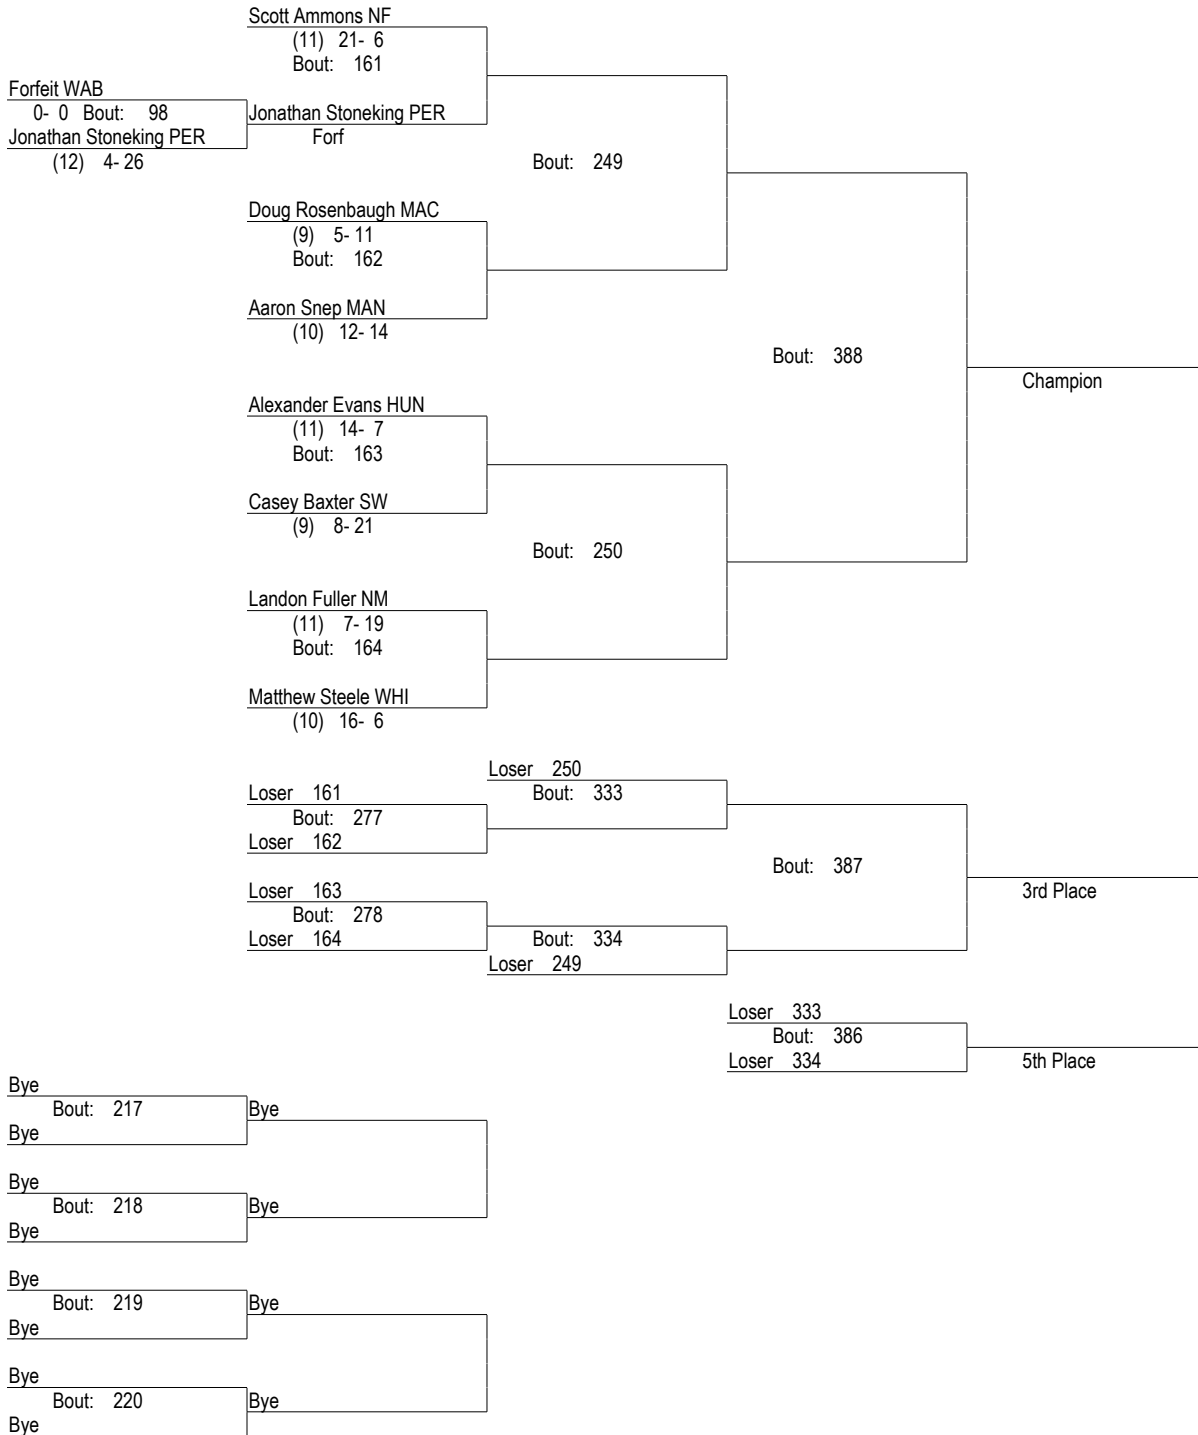 Scott Ammons NF
(11) 21- 6
Bout: 161
Forfeit WAB
0- 0 Bout: 98
Jonathan Stoneking PER
Jonathan Stoneking PER
Forf
(12) 4- 26
Bout: 249
Doug Rosenbaugh MAC
(9) 5- 11
Bout: 162
Aaron Snep MAN
(10) 12- 14
Bout: 388
Champion
Alexander Evans HUN
(11) 14- 7
Bout: 163
Casey Baxter SW
(9) 8- 21
Bout: 250
Landon Fuller NM
(11) 7- 19
Bout: 164
Matthew Steele WHI
(10) 16- 6
Loser 250
Loser 161
Bout: 333
Bout: 277
Loser 162
Bout: 387
Loser 163
3rd Place
Bout: 278
Loser 164
Bout: 334
Loser 249
Loser 333
Bout: 386
Loser 334
5th Place
Bye
Bout: 217
Bye
Bye
Bye
Bout: 218
Bye
Bye
Bye
Bout: 219
Bye
Bye
Bye
Bout: 220
Bye
Bye